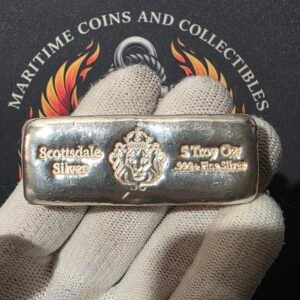 MARITIME COINS AND COLLECTIBLES
Scottsdale
Silver
5 Troy Oz
.999+ Fine Silver